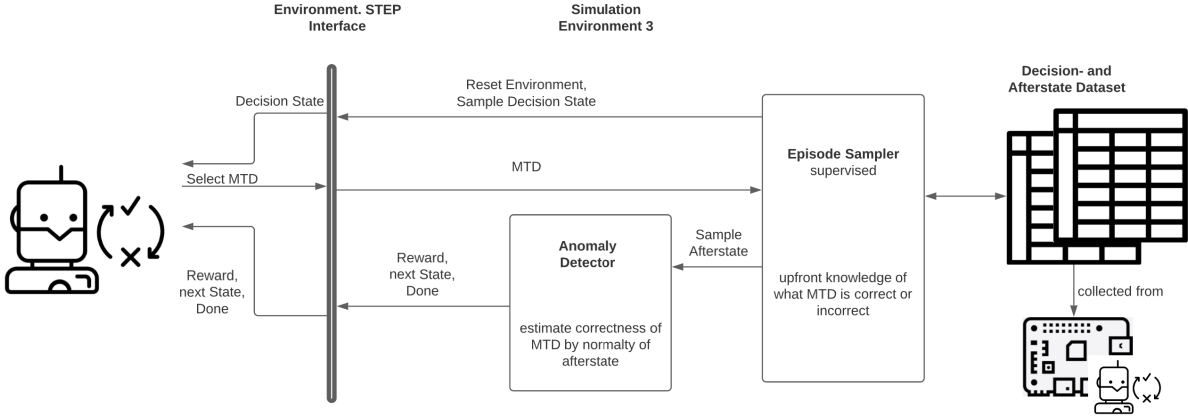 Environment. STEP
Interface
Simulation
Environment 3
Decision- and
Afterstate Dataset
Reset Environment,
Sample Decision State
Decision State
Episode Sampler
supervised
MTD
Select MTD
Anomaly
Detector
Sample
Afterstate
Reward,
next State,
Done
Reward,
next State,
Done
upfront knowledge of
what MTD is correct or
incorrect
collected from
estimate correctness of
MTD by normalty of
afterstate